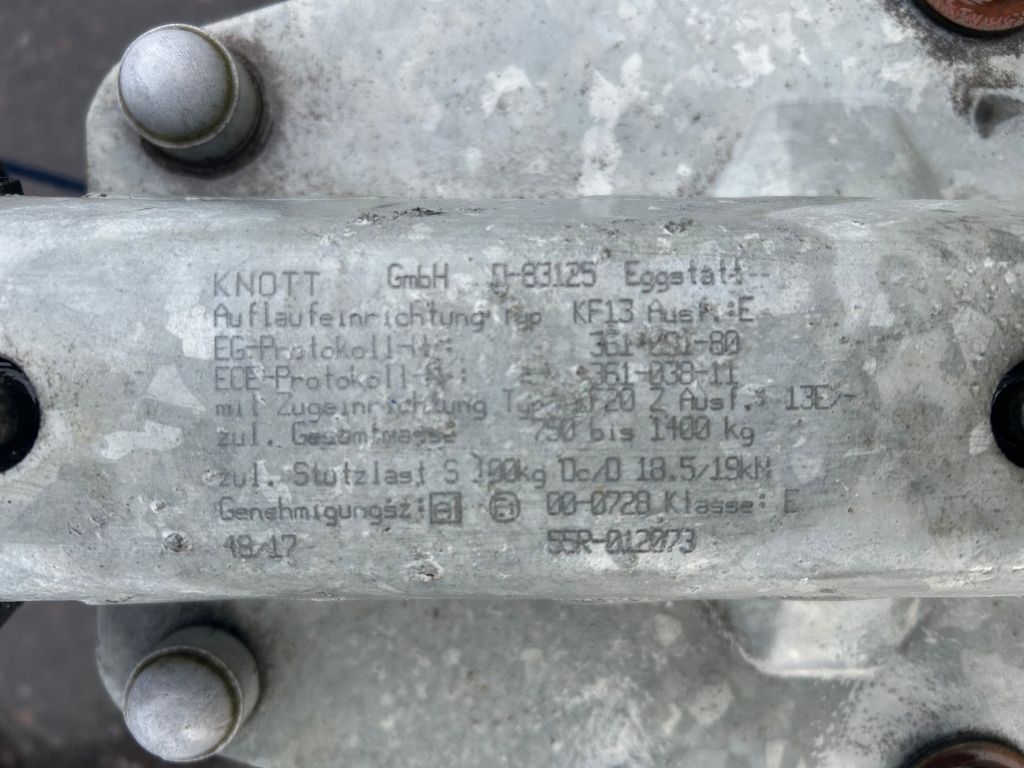 KNOTT GmbH D-83125 Eggstätt
Auflaufeinrichtung Typ KF13 Ausf.:E
EG-Protokoll-Nr: 361-091-80
ECE-Protokoll-Nr: 361-038-11
mit Zugeinrichtung Typ Ausf.: 13E/-
zul. Gesamtmasse 750 bis 1400 kg
zul. Stützlast S 100kg Dc/D 18.5/19kN
Genehmigungsz: e1 E1 00-0728 Klasse: E
48/17 55R-012073